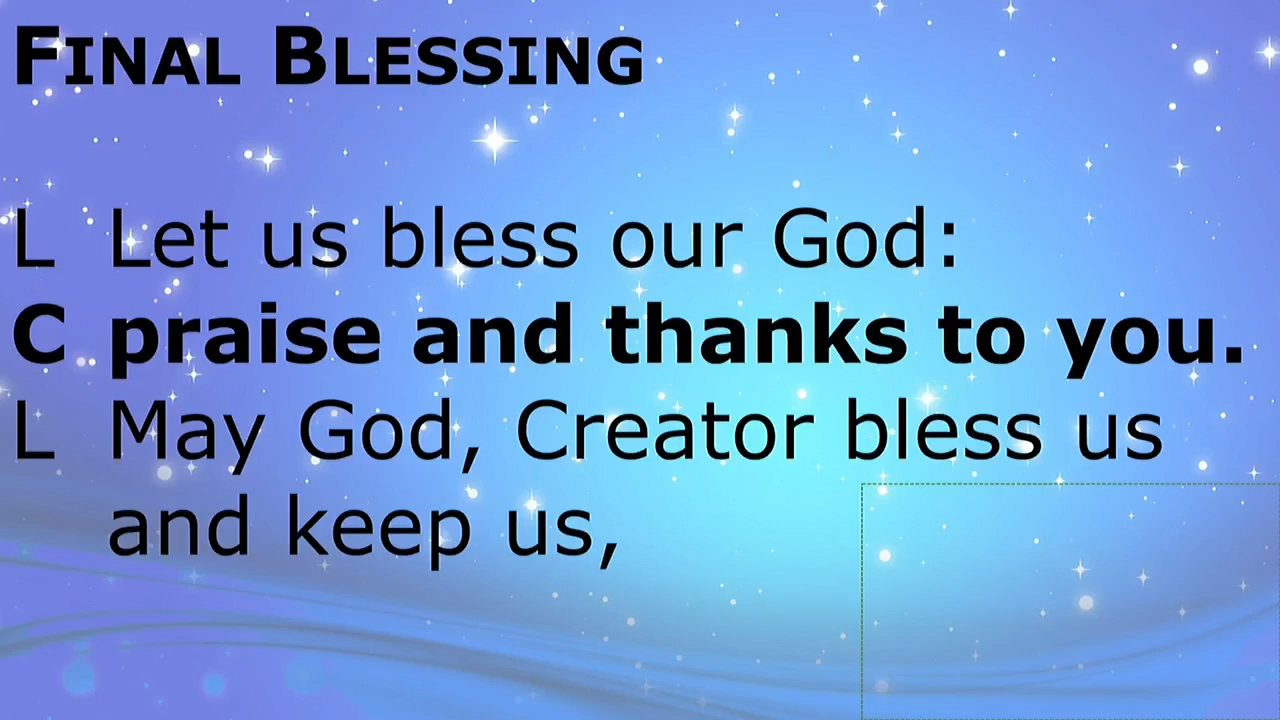 FINAL BLESSING
L Let us bless our God:
C praise and thanks to you.
L May God, Creator bless us
and keep us,